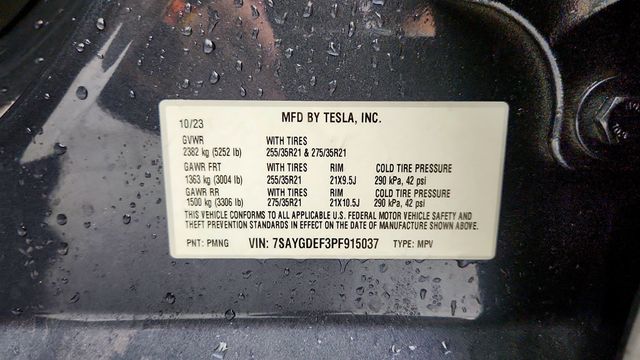 10/23 MFD BY TESLA, INC.
GVWR WITH TIRES
2382 kg (5252 lb) 255/35R21 & 275/35R21
GAWR FRT WITH TIRES RIM COLD TIRE PRESSURE
1363 kg (3004 lb) 255/35R21 21X9.5J 290 kPa, 42 psi
GAWR RR WITH TIRES RIM COLD TIRE PRESSURE
1500 kg (3306 lb) 275/35R21 21X10.5J 290 kPa, 42 psi
THIS VEHICLE CONFORMS TO ALL APPLICABLE U.S. FEDERAL MOTOR VEHICLE SAFETY AND
THEFT PREVENTION STANDARDS IN EFFECT ON THE DATE OF MANUFACTURE SHOWN ABOVE.
PNT: PMNG VIN: 7SAYGDEF3PF915037 TYPE: MPV